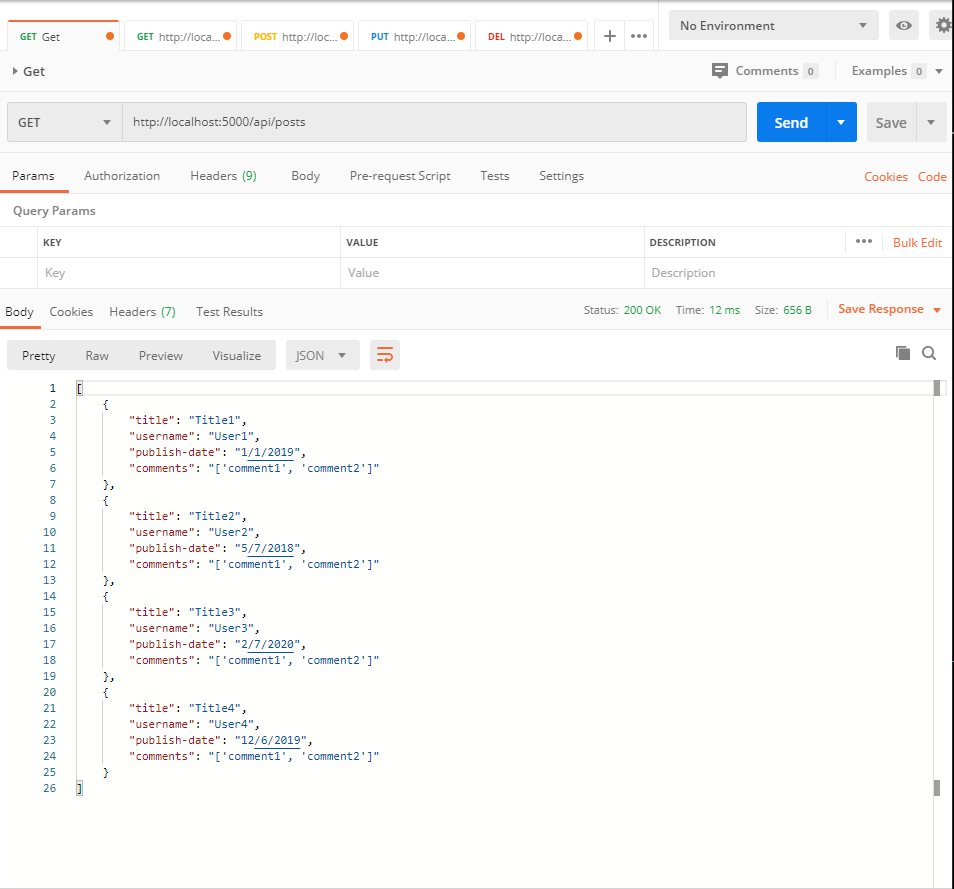 GET Get GET http://loca... POST http://loc... PUT http://loca... DEL http://loca... + ••• No Environment
Get Comments 0 Examples 0
GET http://localhost:5000/api/posts Send Save
Params Authorization Headers (9) Body Pre-request Script Tests Settings Cookies Code
Query Params
KEY VALUE DESCRIPTION ••• Bulk Edit
Key Value Description
Body Cookies Headers (7) Test Results Status: 200 OK Time: 12 ms Size: 656 B Save Response
Pretty Raw Preview Visualize JSON
1 [
2 {
3 "title": "Title1",
4 "username": "User1",
5 "publish-date": "1/1/2019",
6 "comments": "['comment1', 'comment2']"
7 },
8 {
9 "title": "Title2",
10 "username": "User2",
11 "publish-date": "5/7/2018",
12 "comments": "['comment1', 'comment2']"
13 },
14 {
15 "title": "Title3",
16 "username": "User3",
17 "publish-date": "2/7/2020",
18 "comments": "['comment1', 'comment2']"
19 },
20 {
21 "title": "Title4",
22 "username": "User4",
23 "publish-date": "12/6/2019",
24 "comments": "['comment1', 'comment2']"
25 }
26 ]